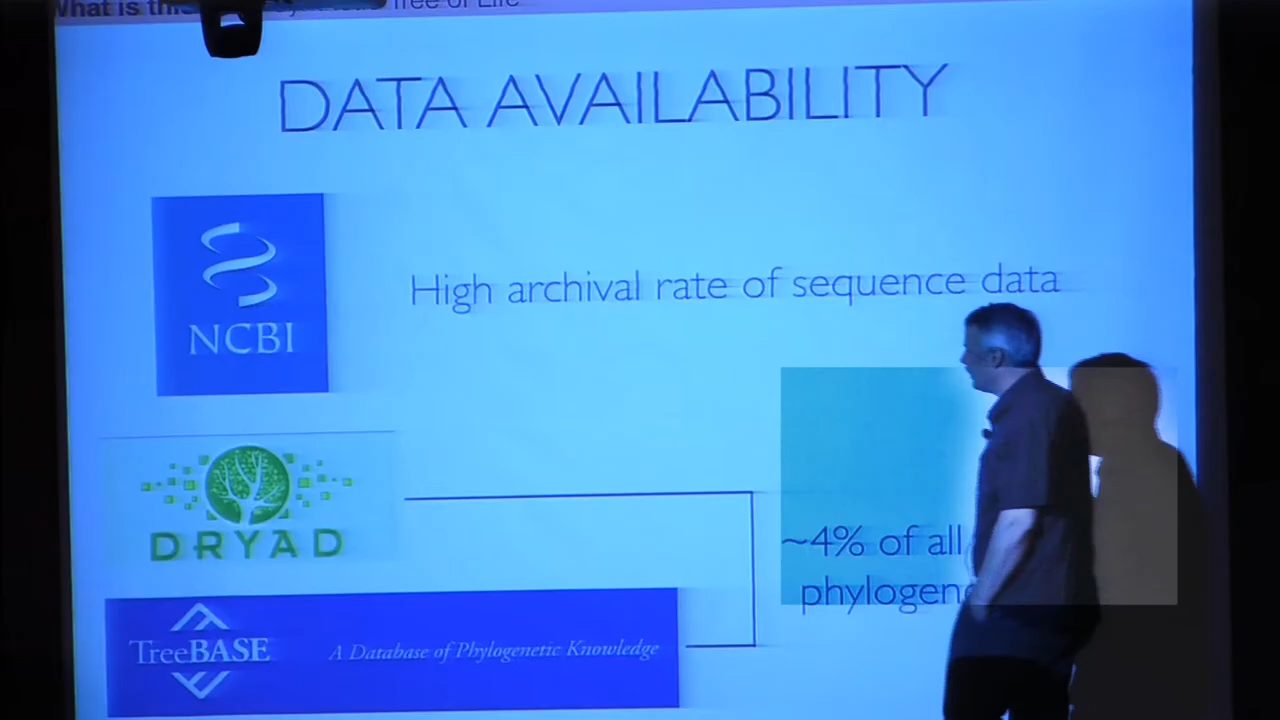 What is this
Tree of Life
DATA AVAILABILITY
NCBI
High archival rate of sequence data
DRYAD
~4% of all
TreeBASE
A Database of Phylogenetic Knowledge